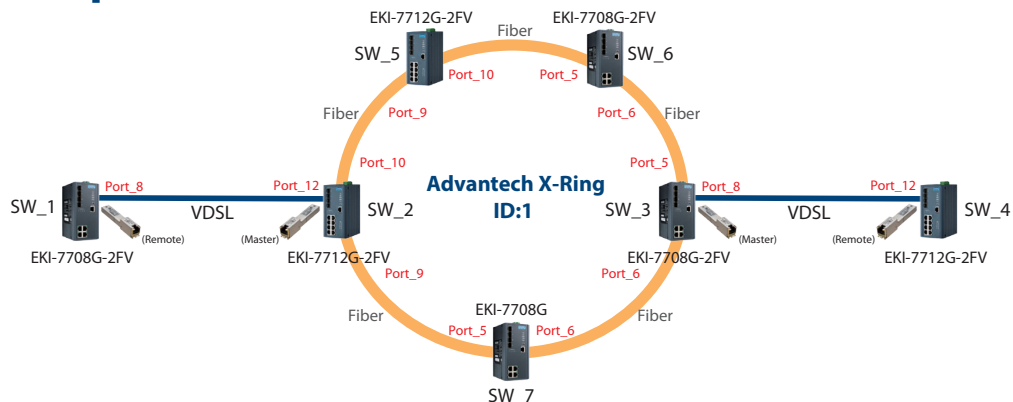 EKI-7712G-2FV
EKI-7708G-2FV
Fiber
SW_5
SW_6
Port_10
Port_5
Fiber
Port_9
Port_6
Fiber
Port_10
Port_5
Advantech X-Ring
ID:1
Port_8
Port_12
Port_8
Port_12
SW_1
VDSL
SW_2
SW_3
VDSL
SW_4
(Remote)
(Master)
(Master)
(Remote)
EKI-7708G-2FV
EKI-7712G-2FV
EKI-7708G-2FV
EKI-7712G-2FV
Port_9
Port_6
EKI-7708G
Fiber
Port_5
Port_6
Fiber
SW_7